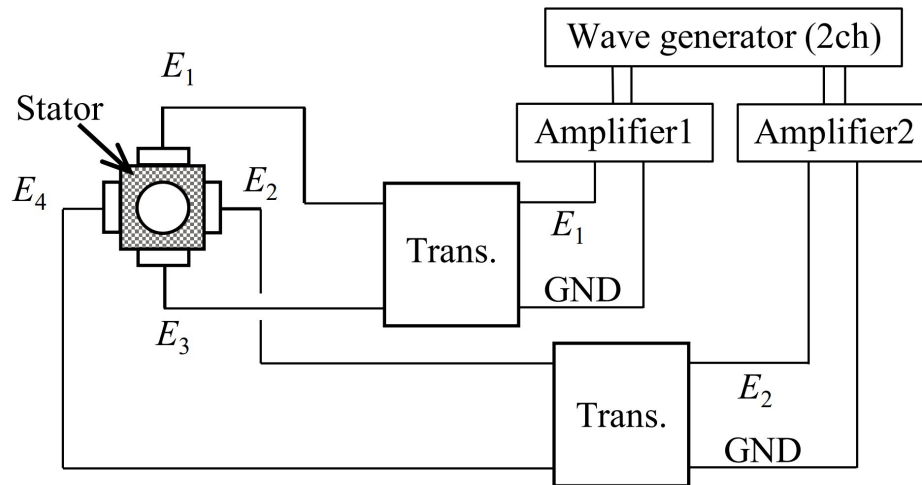 Wave generator (2ch)
E1
Stator
Amplifier1
Amplifier2
E4
E2
E1
Trans.
GND
E3
E2
Trans.
GND